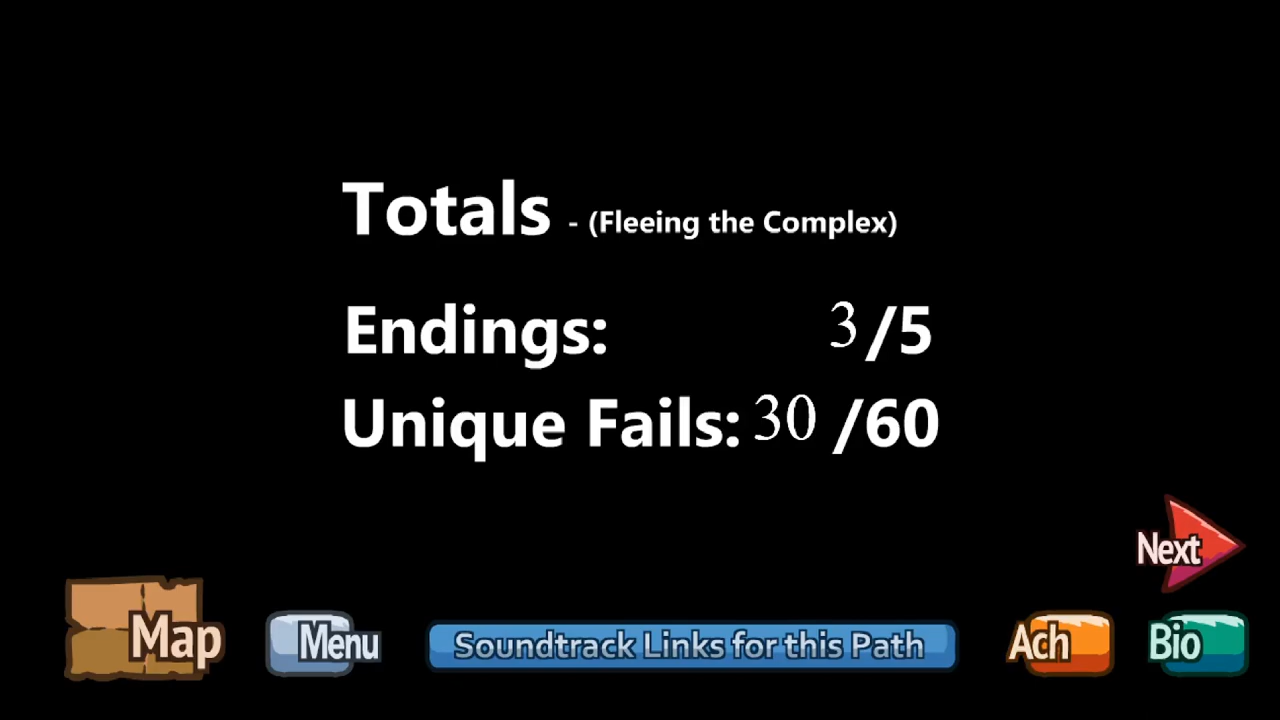 Totals - (Fleeing the Complex)
Endings: 3/5
Unique Fails: 30/60
Next
Map
Menu
Soundtrack Links for this Path
Ach
Bio